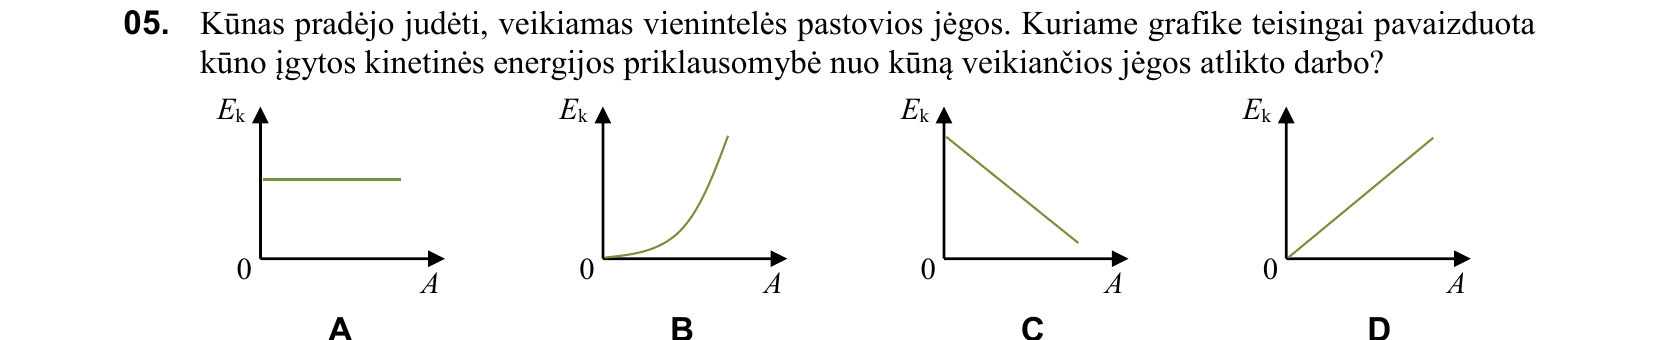 05. Kūnas pradėjo judėti, veikiamas vienintelės pastovios jėgos. Kuriame grafike teisingai pavaizduota
kūno įgytos kinetinės energijos priklausomybė nuo kūną veikiančios jėgos atlikto darbo?
Ek Ek Ek Ek
0 0 0 0
A A A A
A B C D